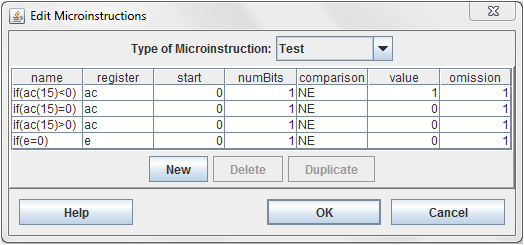 Edit Microinstructions
Type of Microinstruction: Test
name register start numBits comparison value omission
if(ac(15)<0) ac 0 1 NE 1 1
if(ac(15)=0) ac 0 1 NE 0 1
if(ac(15)>0) ac 0 1 NE 0 1
if(e=0) e 0 1 NE 0 1
New Delete Duplicate
Help OK Cancel